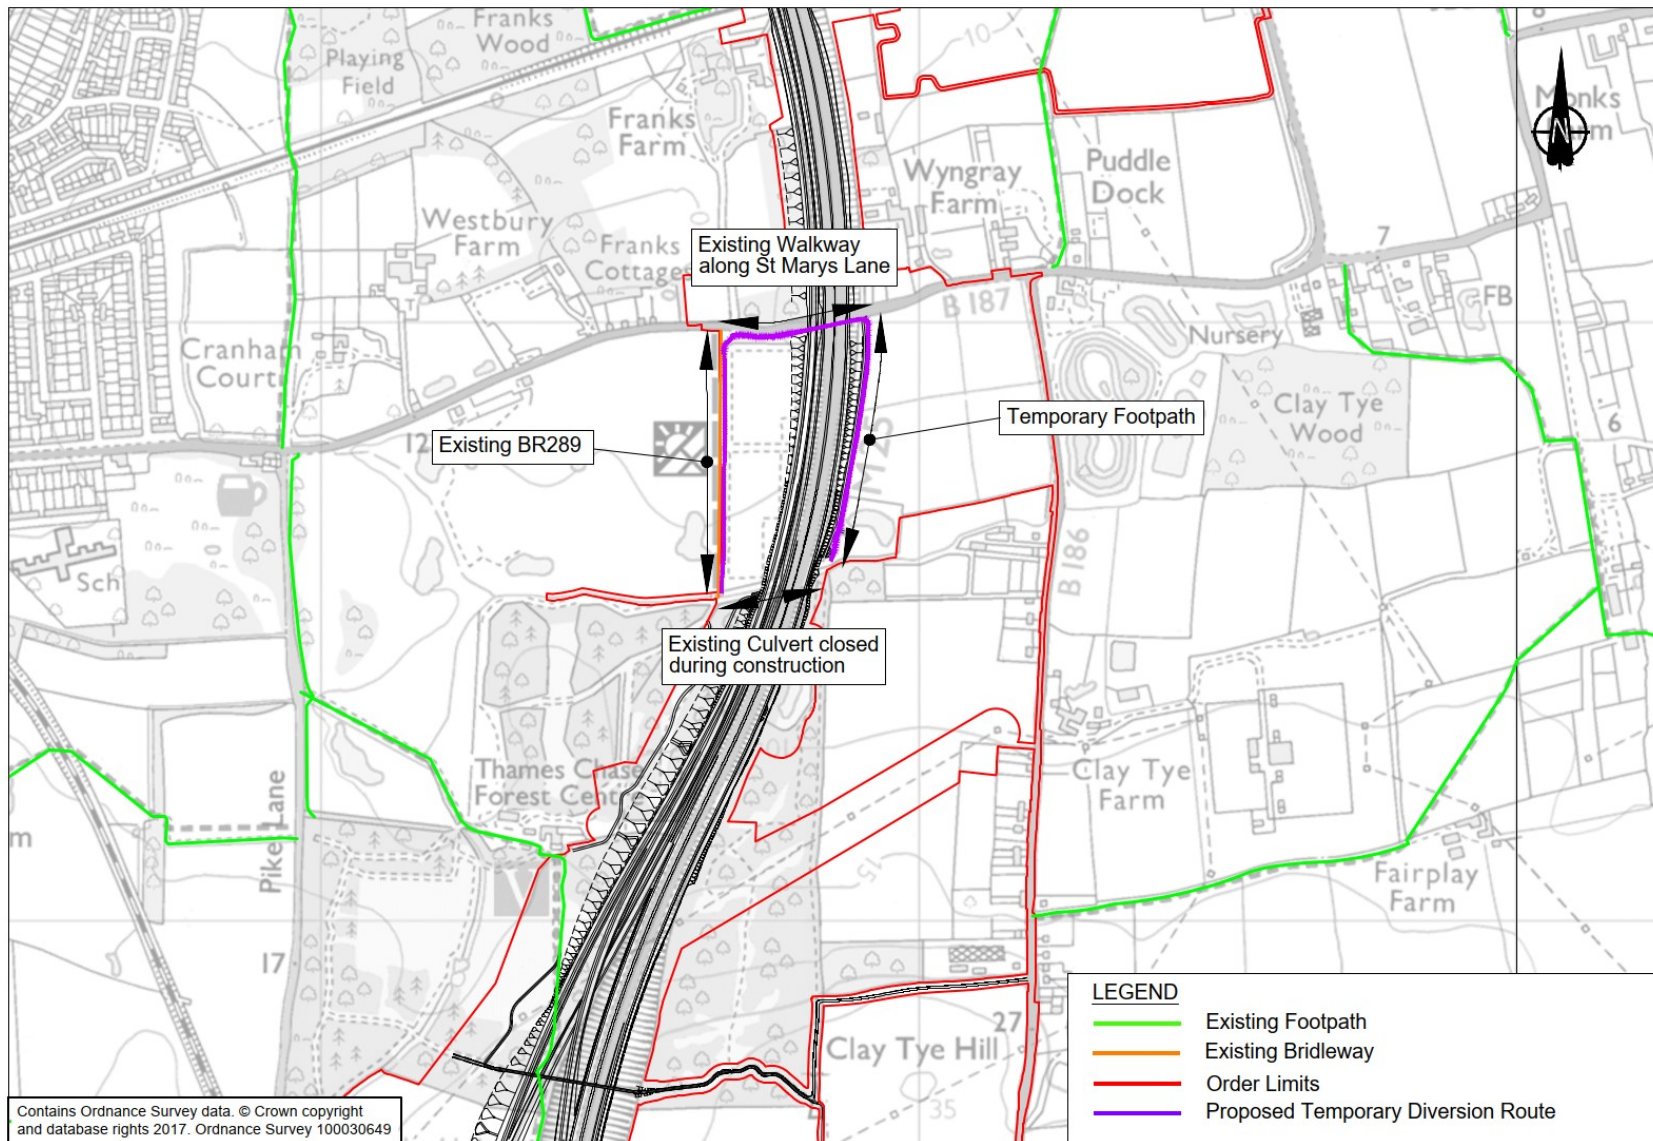 Franks
Wood
Playing
Field
10
Monks
Franks
Farm
Wyngray
Farm
Puddle
Dock
Westbury
Farm
Franks
Cottage
Existing Walkway
along St Marys Lane
7
B 187
FB
Nursery
Cranham
Court
Clay Tye
Wood
Temporary Footpath
Existing BR289
12
6
M25
B 186
Sch
Existing Culvert closed
during construction
Thames Chase
Forest Centre
Clay Tye
Farm
Pike Lane
m
15
Fairplay
Farm
17
V
27
Clay Tye Hill
35
N
LEGEND
Existing Footpath
Existing Bridleway
Order Limits
Proposed Temporary Diversion Route
Contains Ordnance Survey data. © Crown copyright
and database rights 2017. Ordnance Survey 100030649